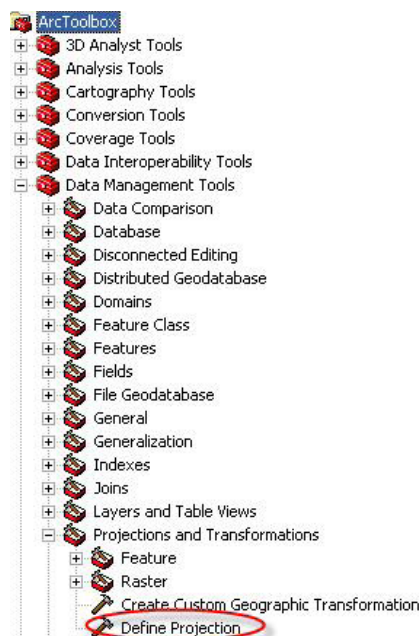 ArcToolbox
3D Analyst Tools
Analysis Tools
Cartography Tools
Conversion Tools
Coverage Tools
Data Interoperability Tools
Data Management Tools
Data Comparison
Database
Disconnected Editing
Distributed Geodatabase
Domains
Feature Class
Features
Fields
File Geodatabase
General
Generalization
Indexes
Joins
Layers and Table Views
Projections and Transformations
Feature
Raster
Create Custom Geographic Transformation
Define Projection